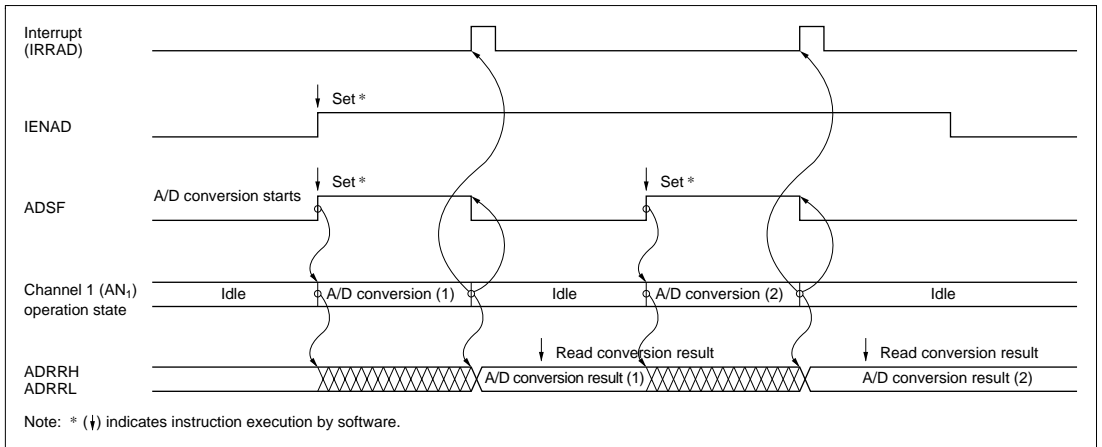 Interrupt
(IRRAD)
Set *
IENAD
Set *
Set *
A/D conversion starts
ADSF
Channel 1 (AN1)
operation state
Idle
A/D conversion (1)
Idle
A/D conversion (2)
Idle
Read conversion result
Read conversion result
ADRRH
ADRRL
A/D conversion result (1)
A/D conversion result (2)
Note: * (↓) indicates instruction execution by software.